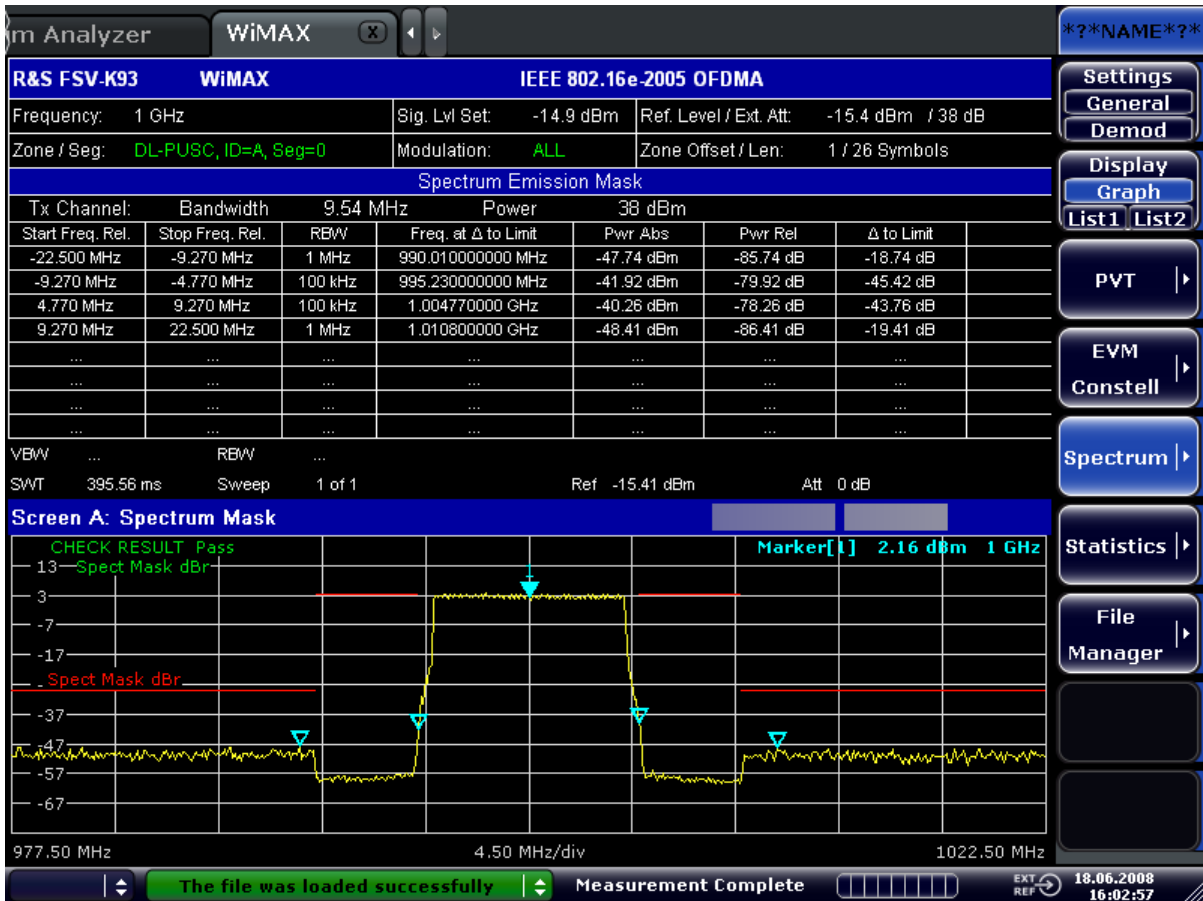 m Analyzer WiMAX X *?*NAME*?*
R&S FSV-K93 WiMAX IEEE 802.16e-2005 OFDMA
Frequency: 1 GHz Sig. Lvl Set: -14.9 dBm Ref. Level / Ext. Att: -15.4 dBm / 38 dB
Zone / Seg: DL-PUSC, ID=A, Seg=0 Modulation: ALL Zone Offset / Len: 1 / 26 Symbols
Spectrum Emission Mask
Tx Channel: Bandwidth 9.54 MHz Power 38 dBm
Start Freq. Rel. Stop Freq. Rel. RBW Freq. at Δ to Limit Pwr Abs Pwr Rel Δ to Limit
-22.500 MHz -9.270 MHz 1 MHz 990.010000000 MHz -47.74 dBm -85.74 dB -18.74 dB
-9.270 MHz -4.770 MHz 100 kHz 995.230000000 MHz -41.92 dBm -79.92 dB -45.42 dB
4.770 MHz 9.270 MHz 100 kHz 1.004770000 GHz -40.26 dBm -78.26 dB -43.76 dB
9.270 MHz 22.500 MHz 1 MHz 1.010800000 GHz -48.41 dBm -86.41 dB -19.41 dB
... ... ... ... ... ... ...
... ... ... ... ... ... ...
... ... ... ... ... ... ...
... ... ... ... ... ... ...
VBW ... RBW ...
SWT 395.56 ms Sweep 1 of 1 Ref -15.41 dBm Att 0 dB
Screen A: Spectrum Mask
CHECK RESULT Pass Marker[1] 2.16 dBm 1 GHz
13 Spect Mask dBr
3
-7
-17
Spect Mask dBr
-37
-47
-57
-67
977.50 MHz 4.50 MHz/div 1022.50 MHz
Settings
General
Demod
Display
Graph
List1 List2
PVT
EVM
Constell
Spectrum
Statistics
File
Manager
The file was loaded successfully Measurement Complete EXT REF 18.06.2008
16:02:57